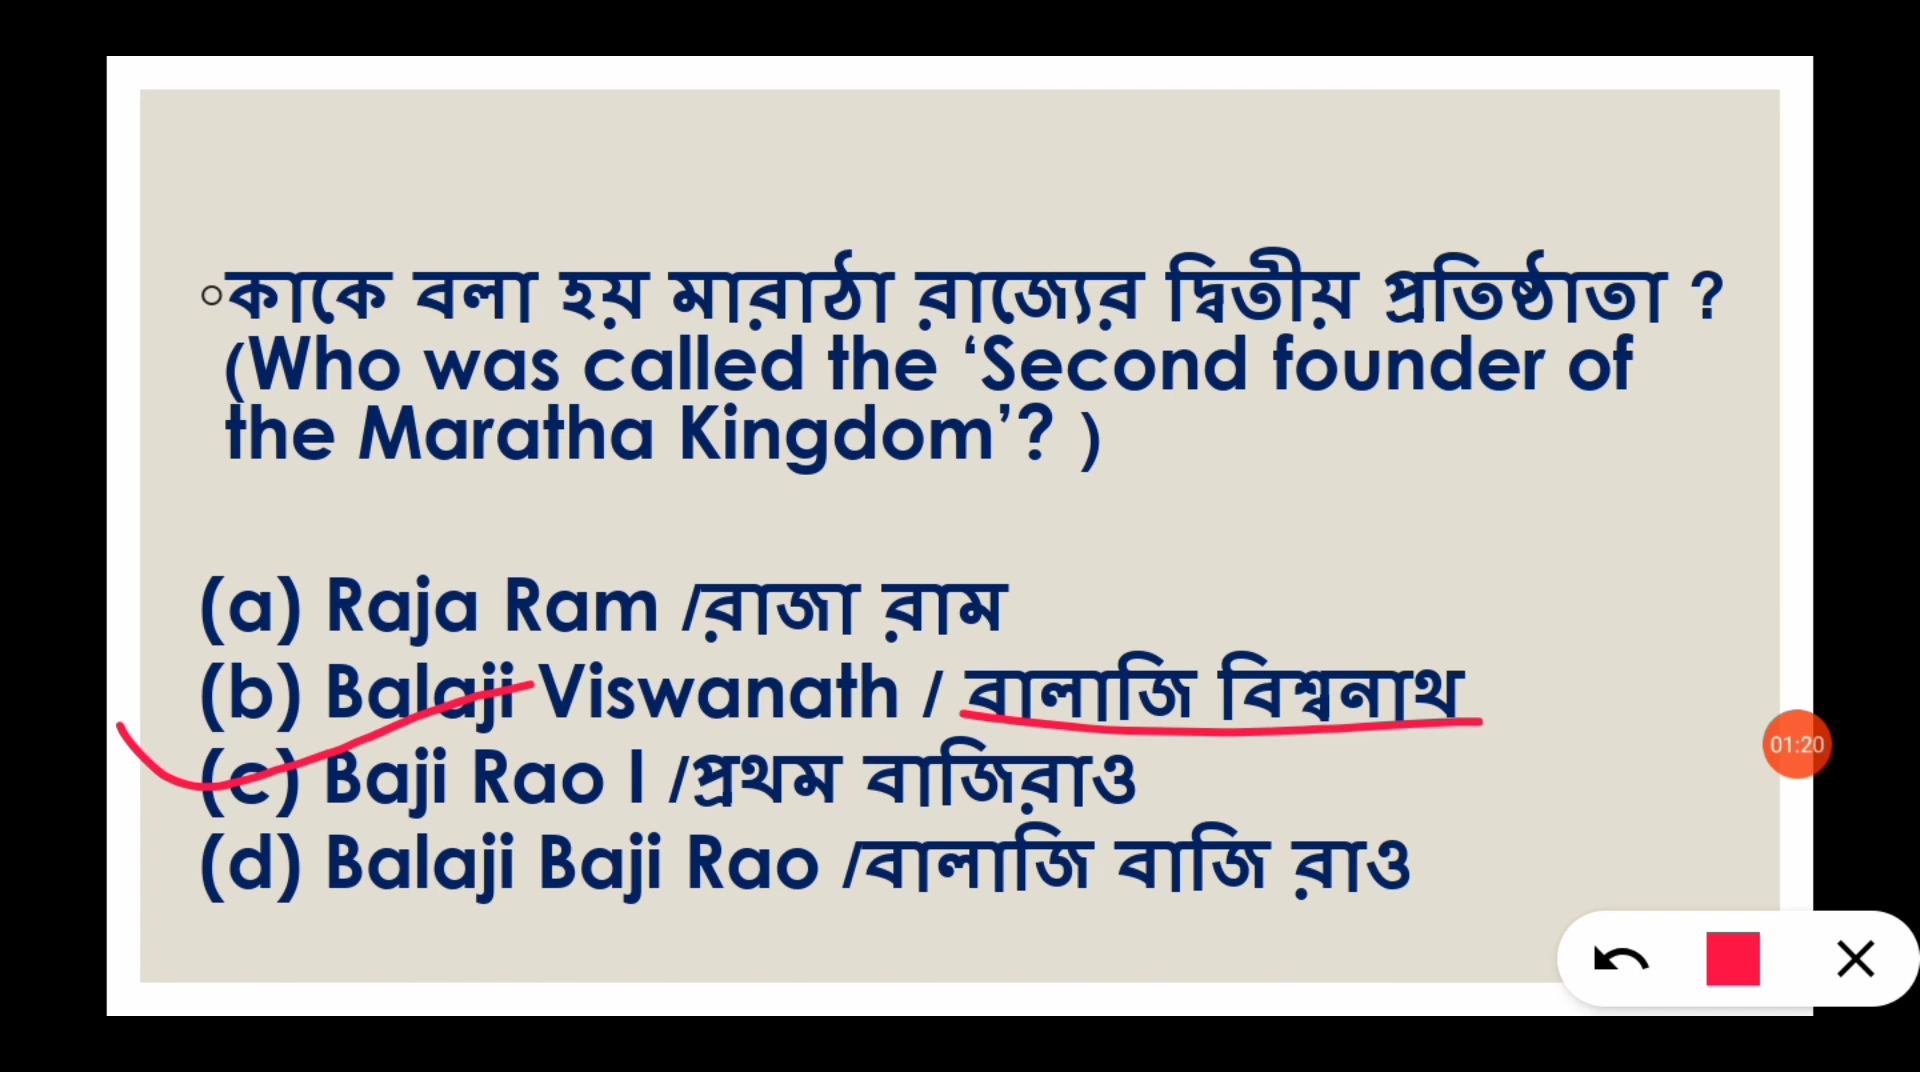 কাকে বলা হয় মারাঠা রাজ্যের দ্বিতীয় প্রতিষ্ঠাতা ?
(Who was called the ‘Second founder of
the Maratha Kingdom’? )
(a) Raja Ram /রাজা রাম
(b) Balaji Viswanath / বালাজি বিশ্বনাথ
(c) Baji Rao I /প্রথম বাজিরাও
(d) Balaji Baji Rao /বালাজি বাজি রাও
01:20